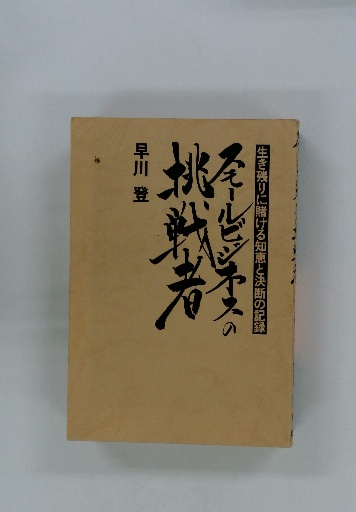 生き残りに賭ける知恵と決断の記録
スモールビジネスの
挑戦者
早川 登